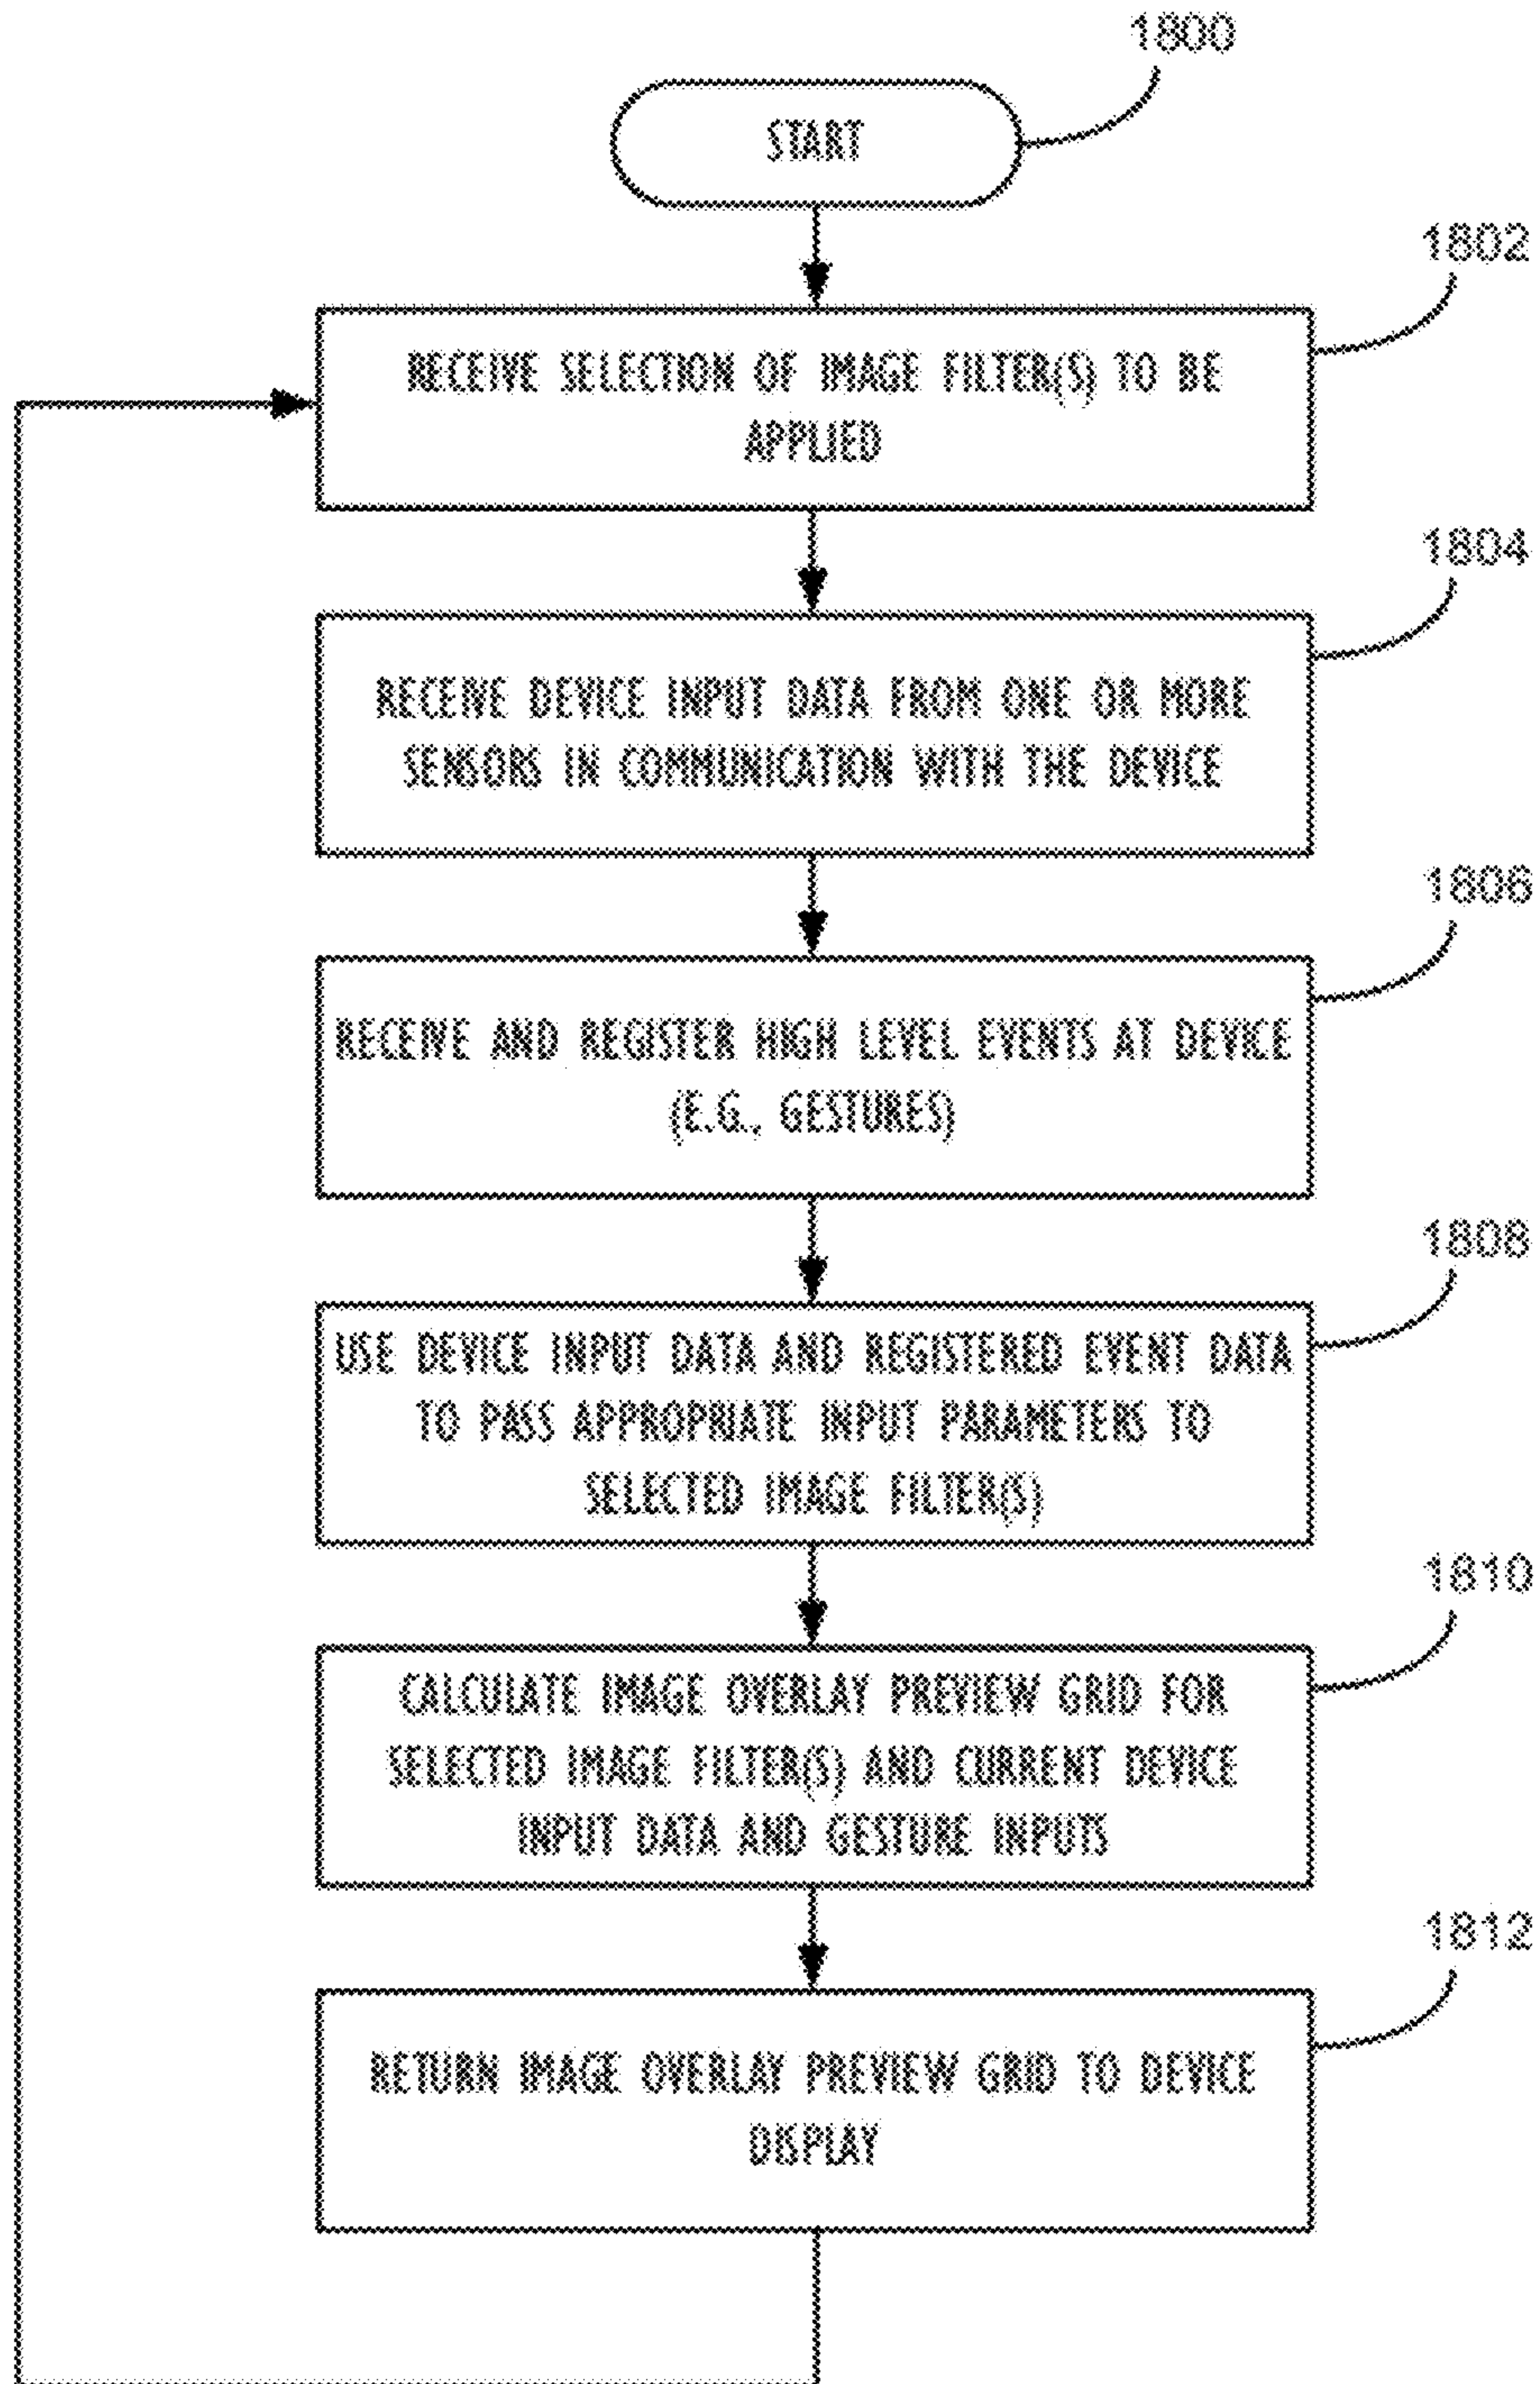 1800
START
1802
RECEIVE SELECTION OF IMAGE FILTER(S) TO BE
APPLIED
1804
RECEIVE DEVICE INPUT DATA FROM ONE OR MORE
SENSORS IN COMMUNICATION WITH THE DEVICE
1806
RECEIVE AND REGISTER HIGH LEVEL EVENTS AT DEVICE
(E.G., GESTURES)
1808
USE DEVICE INPUT DATA AND REGISTERED EVENT DATA
TO PASS APPROPRIATE INPUT PARAMETERS TO
SELECTED IMAGE FILTER(S)
1810
CALCULATE IMAGE OVERLAY PREVIEW GRID FOR
SELECTED IMAGE FILTER(S) AND CURRENT DEVICE
INPUT DATA AND GESTURE INPUTS
1812
RETURN IMAGE OVERLAY PREVIEW GRID TO DEVICE
DISPLAY